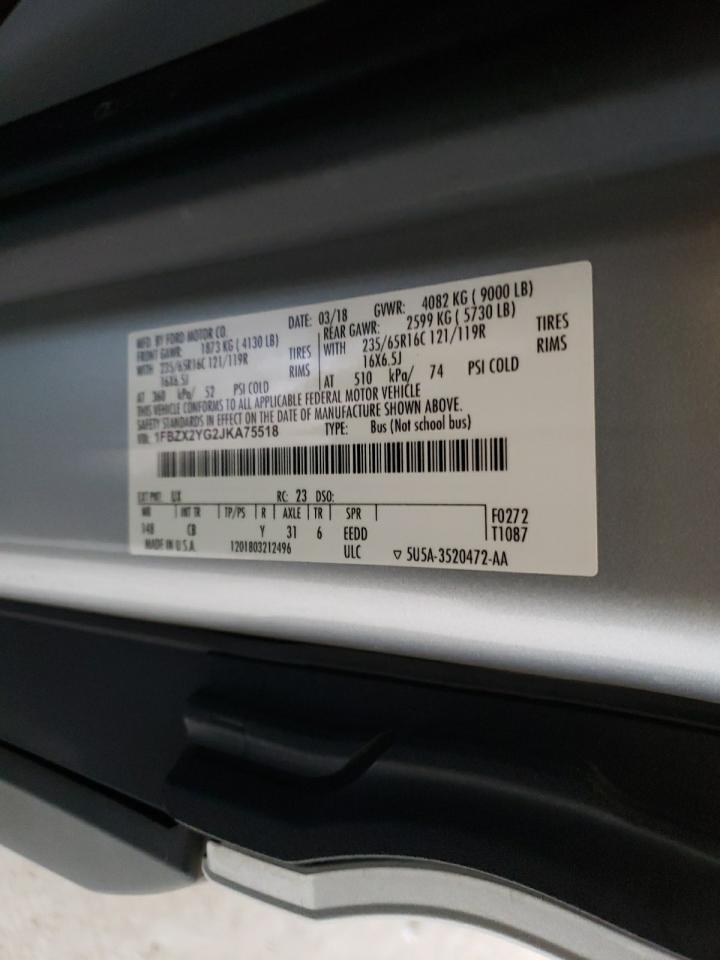 MFD. BY FORD MOTOR CO.
DATE: 03/18 GVWR: 4082 KG ( 9000 LB)
FRONT GAWR: 1873 KG ( 4130 LB) REAR GAWR: 2599 KG ( 5730 LB)
WITH 235/65R16C 121/119R TIRES WITH 235/65R16C 121/119R TIRES
16X6.5J RIMS 16X6.5J RIMS
AT 360 kPa/ 52 PSI COLD AT 510 kPa/ 74 PSI COLD
THIS VEHICLE CONFORMS TO ALL APPLICABLE FEDERAL MOTOR VEHICLE
SAFETY STANDARDS IN EFFECT ON THE DATE OF MANUFACTURE SHOWN ABOVE.
VIN: 1FBZX2YG2JKA75518 TYPE: Bus (Not school bus)
EXT PNT: UX RC: 23 DSO:
WB INT TR TP/PS R AXLE TR SPR F0272
148 CB Y 31 6 EEDD T1087
MADE IN U.S.A. 1201803212496 ULC ▽ 5U5A-3520472-AA